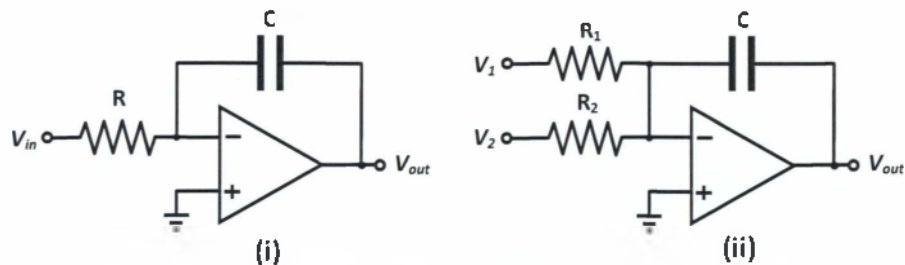 C
R
V_in
−
+
V_out
(i)
C
R₁
V₁
R₂
V₂
−
+
V_out
(ii)